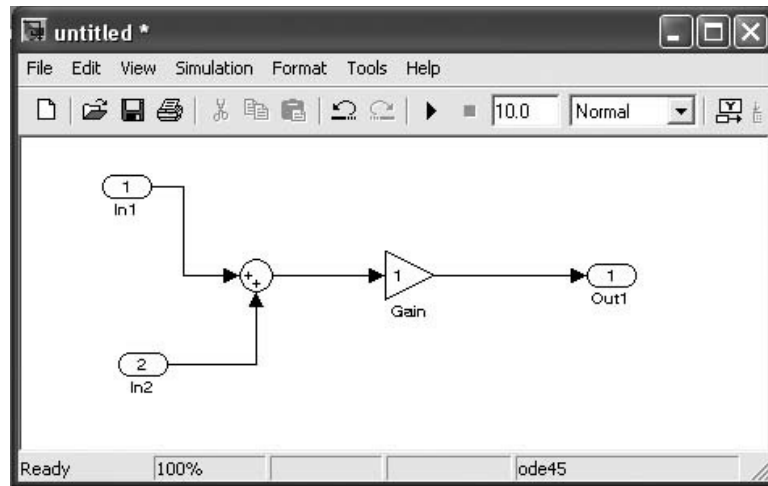 untitled *
File Edit View Simulation Format Tools Help
10.0 Normal
1
In1
+
+
1
Gain
1
Out1
2
In2
Ready 100% ode45